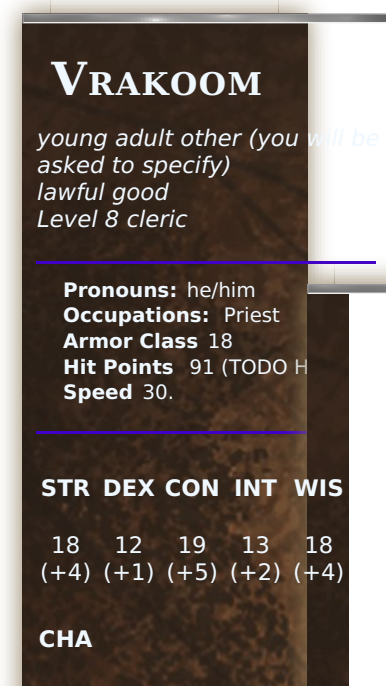 Vrakoom
young adult other (you will be
asked to specify)
lawful good
Level 8 cleric
Pronouns: he/him
Occupations: Priest
Armor Class 18
Hit Points 91 (TODO H
Speed 30.
STR DEX CON INT WIS
18 12 19 13 18
(+4) (+1) (+5) (+2) (+4)
CHA